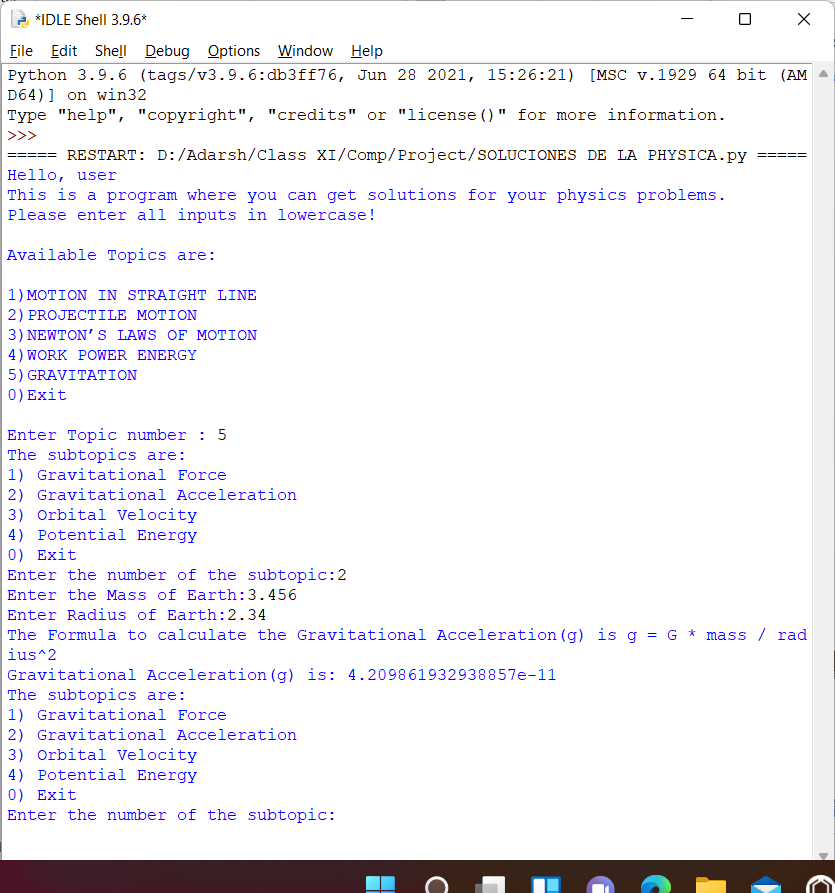 *IDLE Shell 3.9.6*
File Edit Shell Debug Options Window Help
Python 3.9.6 (tags/v3.9.6:db3ff76, Jun 28 2021, 15:26:21) [MSC v.1929 64 bit (AM
D64)] on win32
Type "help", "copyright", "credits" or "license()" for more information.
>>>
===== RESTART: D:/Adarsh/Class XI/Comp/Project/SOLUCIONES DE LA PHYSICA.py =====
Hello, user
This is a program where you can get solutions for your physics problems.
Please enter all inputs in lowercase!
Available Topics are:
1)MOTION IN STRAIGHT LINE
2)PROJECTILE MOTION
3)NEWTON’S LAWS OF MOTION
4)WORK POWER ENERGY
5)GRAVITATION
0)Exit
Enter Topic number : 5
The subtopics are:
1) Gravitational Force
2) Gravitational Acceleration
3) Orbital Velocity
4) Potential Energy
0) Exit
Enter the number of the subtopic:2
Enter the Mass of Earth:3.456
Enter Radius of Earth:2.34
The Formula to calculate the Gravitational Acceleration(g) is g = G * mass / rad
ius^2
Gravitational Acceleration(g) is: 4.209861932938857e-11
The subtopics are:
1) Gravitational Force
2) Gravitational Acceleration
3) Orbital Velocity
4) Potential Energy
0) Exit
Enter the number of the subtopic: